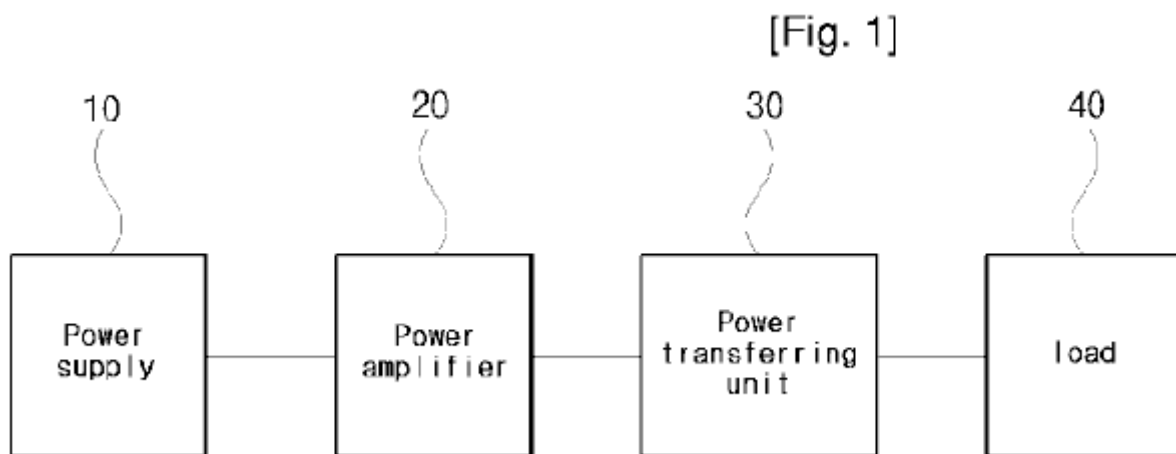 [Fig. 1]
10
20
30
40
Power
supply
Power
amplifier
Power
transferring
unit
load